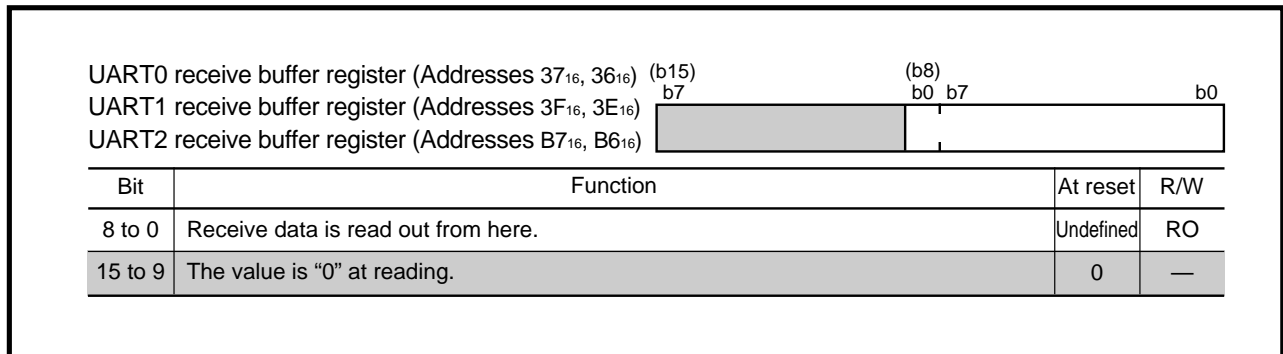 UART0 receive buffer register (Addresses 37₁₆, 36₁₆) (b15) (b8)
b7 b0 b7 b0
UART1 receive buffer register (Addresses 3F₁₆, 3E₁₆)
UART2 receive buffer register (Addresses B7₁₆, B6₁₆)
Bit Function At reset R/W
8 to 0 Receive data is read out from here. Undefined RO
15 to 9 The value is “0” at reading. 0 —